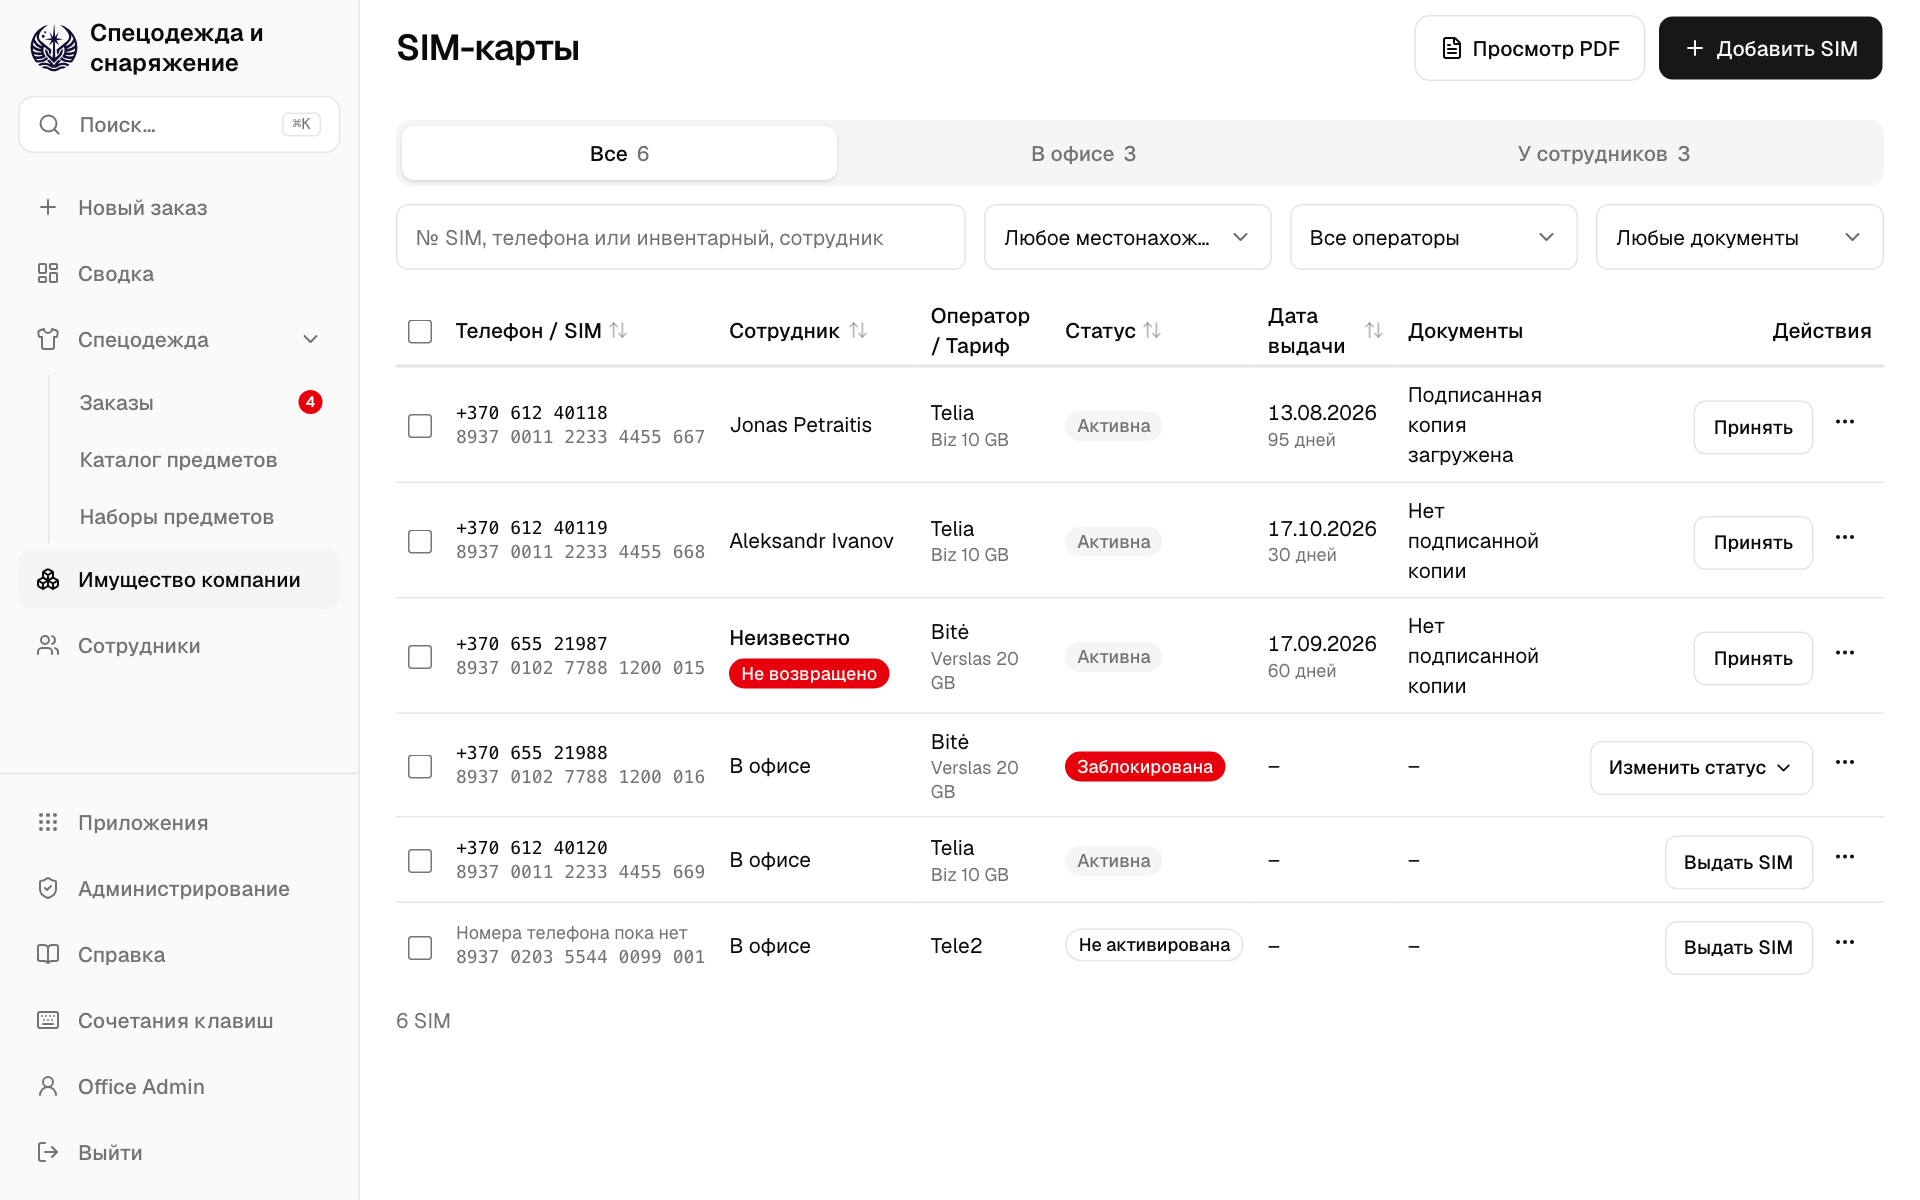 Спецодежда и
снаряжение
Поиск...
⌘K
Новый заказ
Сводка
Спецодежда
Заказы
4
Каталог предметов
Наборы предметов
Имущество компании
Сотрудники
Приложения
Администрирование
Справка
Сочетания клавиш
Office Admin
Выйти
SIM-карты
Просмотр PDF
Добавить SIM
Все 6
В офисе 3
У сотрудников 3
№ SIM, телефона или инвентарный, сотрудник
Любое местонахож...
Все операторы
Любые документы
Телефон / SIM
Сотрудник
Оператор
/ Тариф
Статус
Дата
выдачи
Документы
Действия
+370 612 40118
8937 0011 2233 4455 667
Jonas Petraitis
Telia
Biz 10 GB
Активна
13.08.2026
95 дней
Подписанная
копия
загружена
Принять
+370 612 40119
8937 0011 2233 4455 668
Aleksandr Ivanov
Telia
Biz 10 GB
Активна
17.10.2026
30 дней
Нет
подписанной
копии
Принять
+370 655 21987
8937 0102 7788 1200 015
Неизвестно
Не возвращено
Bitė
Verslas 20
GB
Активна
17.09.2026
60 дней
Нет
подписанной
копии
Принять
+370 655 21988
8937 0102 7788 1200 016
В офисе
Bitė
Verslas 20
GB
Заблокирована
–
–
Изменить статус
+370 612 40120
8937 0011 2233 4455 669
В офисе
Telia
Biz 10 GB
Активна
–
–
Выдать SIM
Номера телефона пока нет
8937 0203 5544 0099 001
В офисе
Tele2
Не активирована
–
–
Выдать SIM
6 SIM